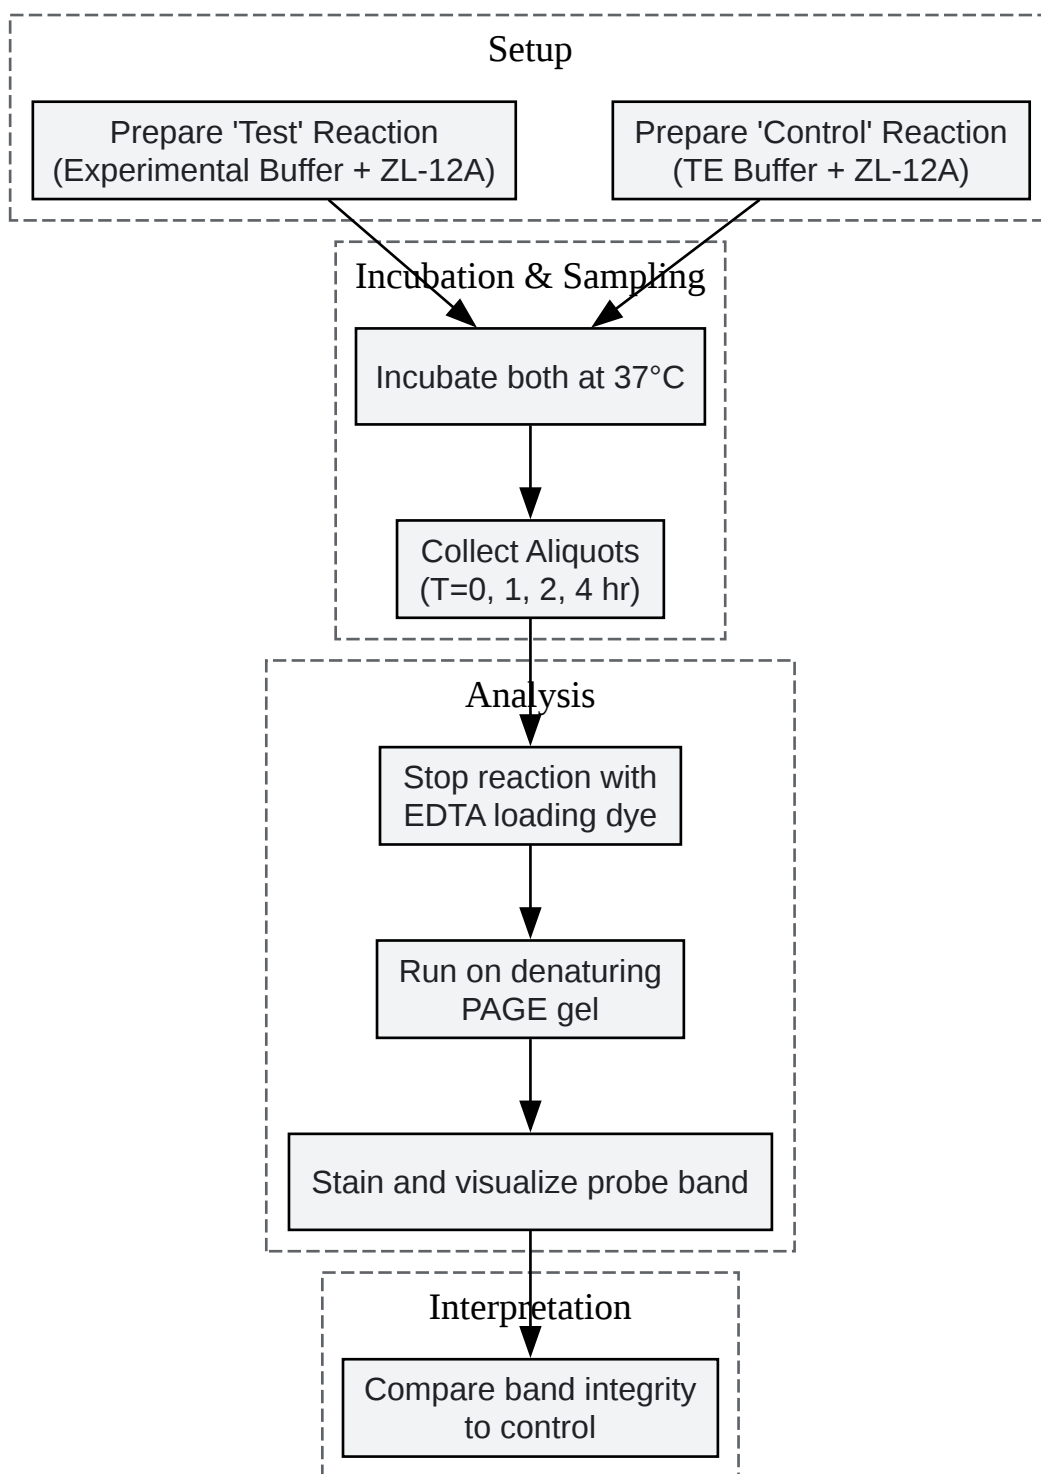 Setup
Prepare 'Test' Reaction
(Experimental Buffer + ZL-12A)
Prepare 'Control' Reaction
(TE Buffer + ZL-12A)
Incubation & Sampling
Incubate both at 37°C
Collect Aliquots
(T=0, 1, 2, 4 hr)
Analysis
Stop reaction with
EDTA loading dye
Run on denaturing
PAGE gel
Stain and visualize probe band
Interpretation
Compare band integrity
to control